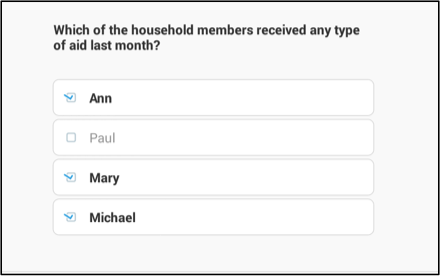 Which of the household members received any type
of aid last month?
Ann
Paul
Mary
Michael